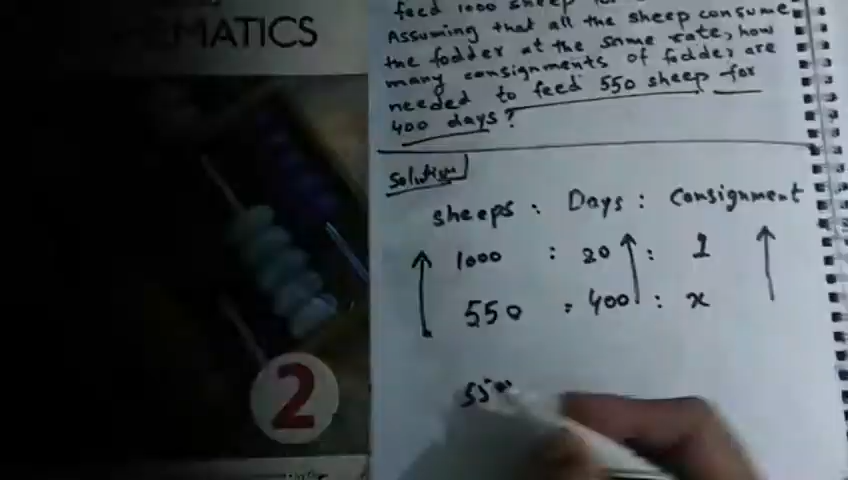 MATICS
2
feed 1000 sheep
Assuming that all the sheep consume
the fodder at the same rate, how
many consignments of fodder are
needed to feed 550 sheep for
400 days?
Solution
sheeps : Days : Consignment
1000 : 20 : 1
550 : 400 : x
550